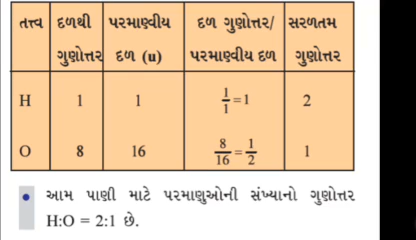 તત્ત્વ દળથી પરમાણ્વીય દળ ગુણોત્તર/ સરળતમ
ગુણોત્તર દળ (u) પરમાણ્વીય દળ ગુણોત્તર
H 1 1 1/1=1 2
O 8 16 8/16=1/2 1
• આમ પાણી માટે પરમાણુઓની સંખ્યાનો ગુણોત્તર
H:O = 2:1 છે.